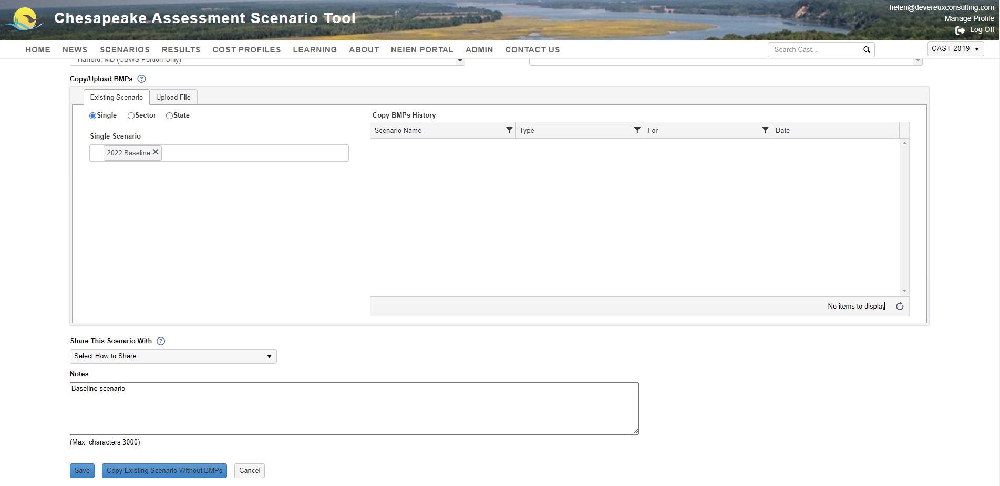 helen@devereuxconsulting.com
Chesapeake Assessment Scenario Tool
Manage Profile
Log Off
HOME NEWS SCENARIOS RESULTS COST PROFILES LEARNING ABOUT NEIEN PORTAL ADMIN CONTACT US Search Cast... CAST-2019
Harford, MD (CBWS Portion Only)
Copy/Upload BMPs ?
Existing Scenario Upload File
Single Sector State
Copy BMPs History
Scenario Name Type For Date
Single Scenario
2022 Baseline
No items to display
Share This Scenario With ?
Select How to Share
Notes
Baseline scenario
(Max. characters 3000)
Save Copy Existing Scenario Without BMPs Cancel